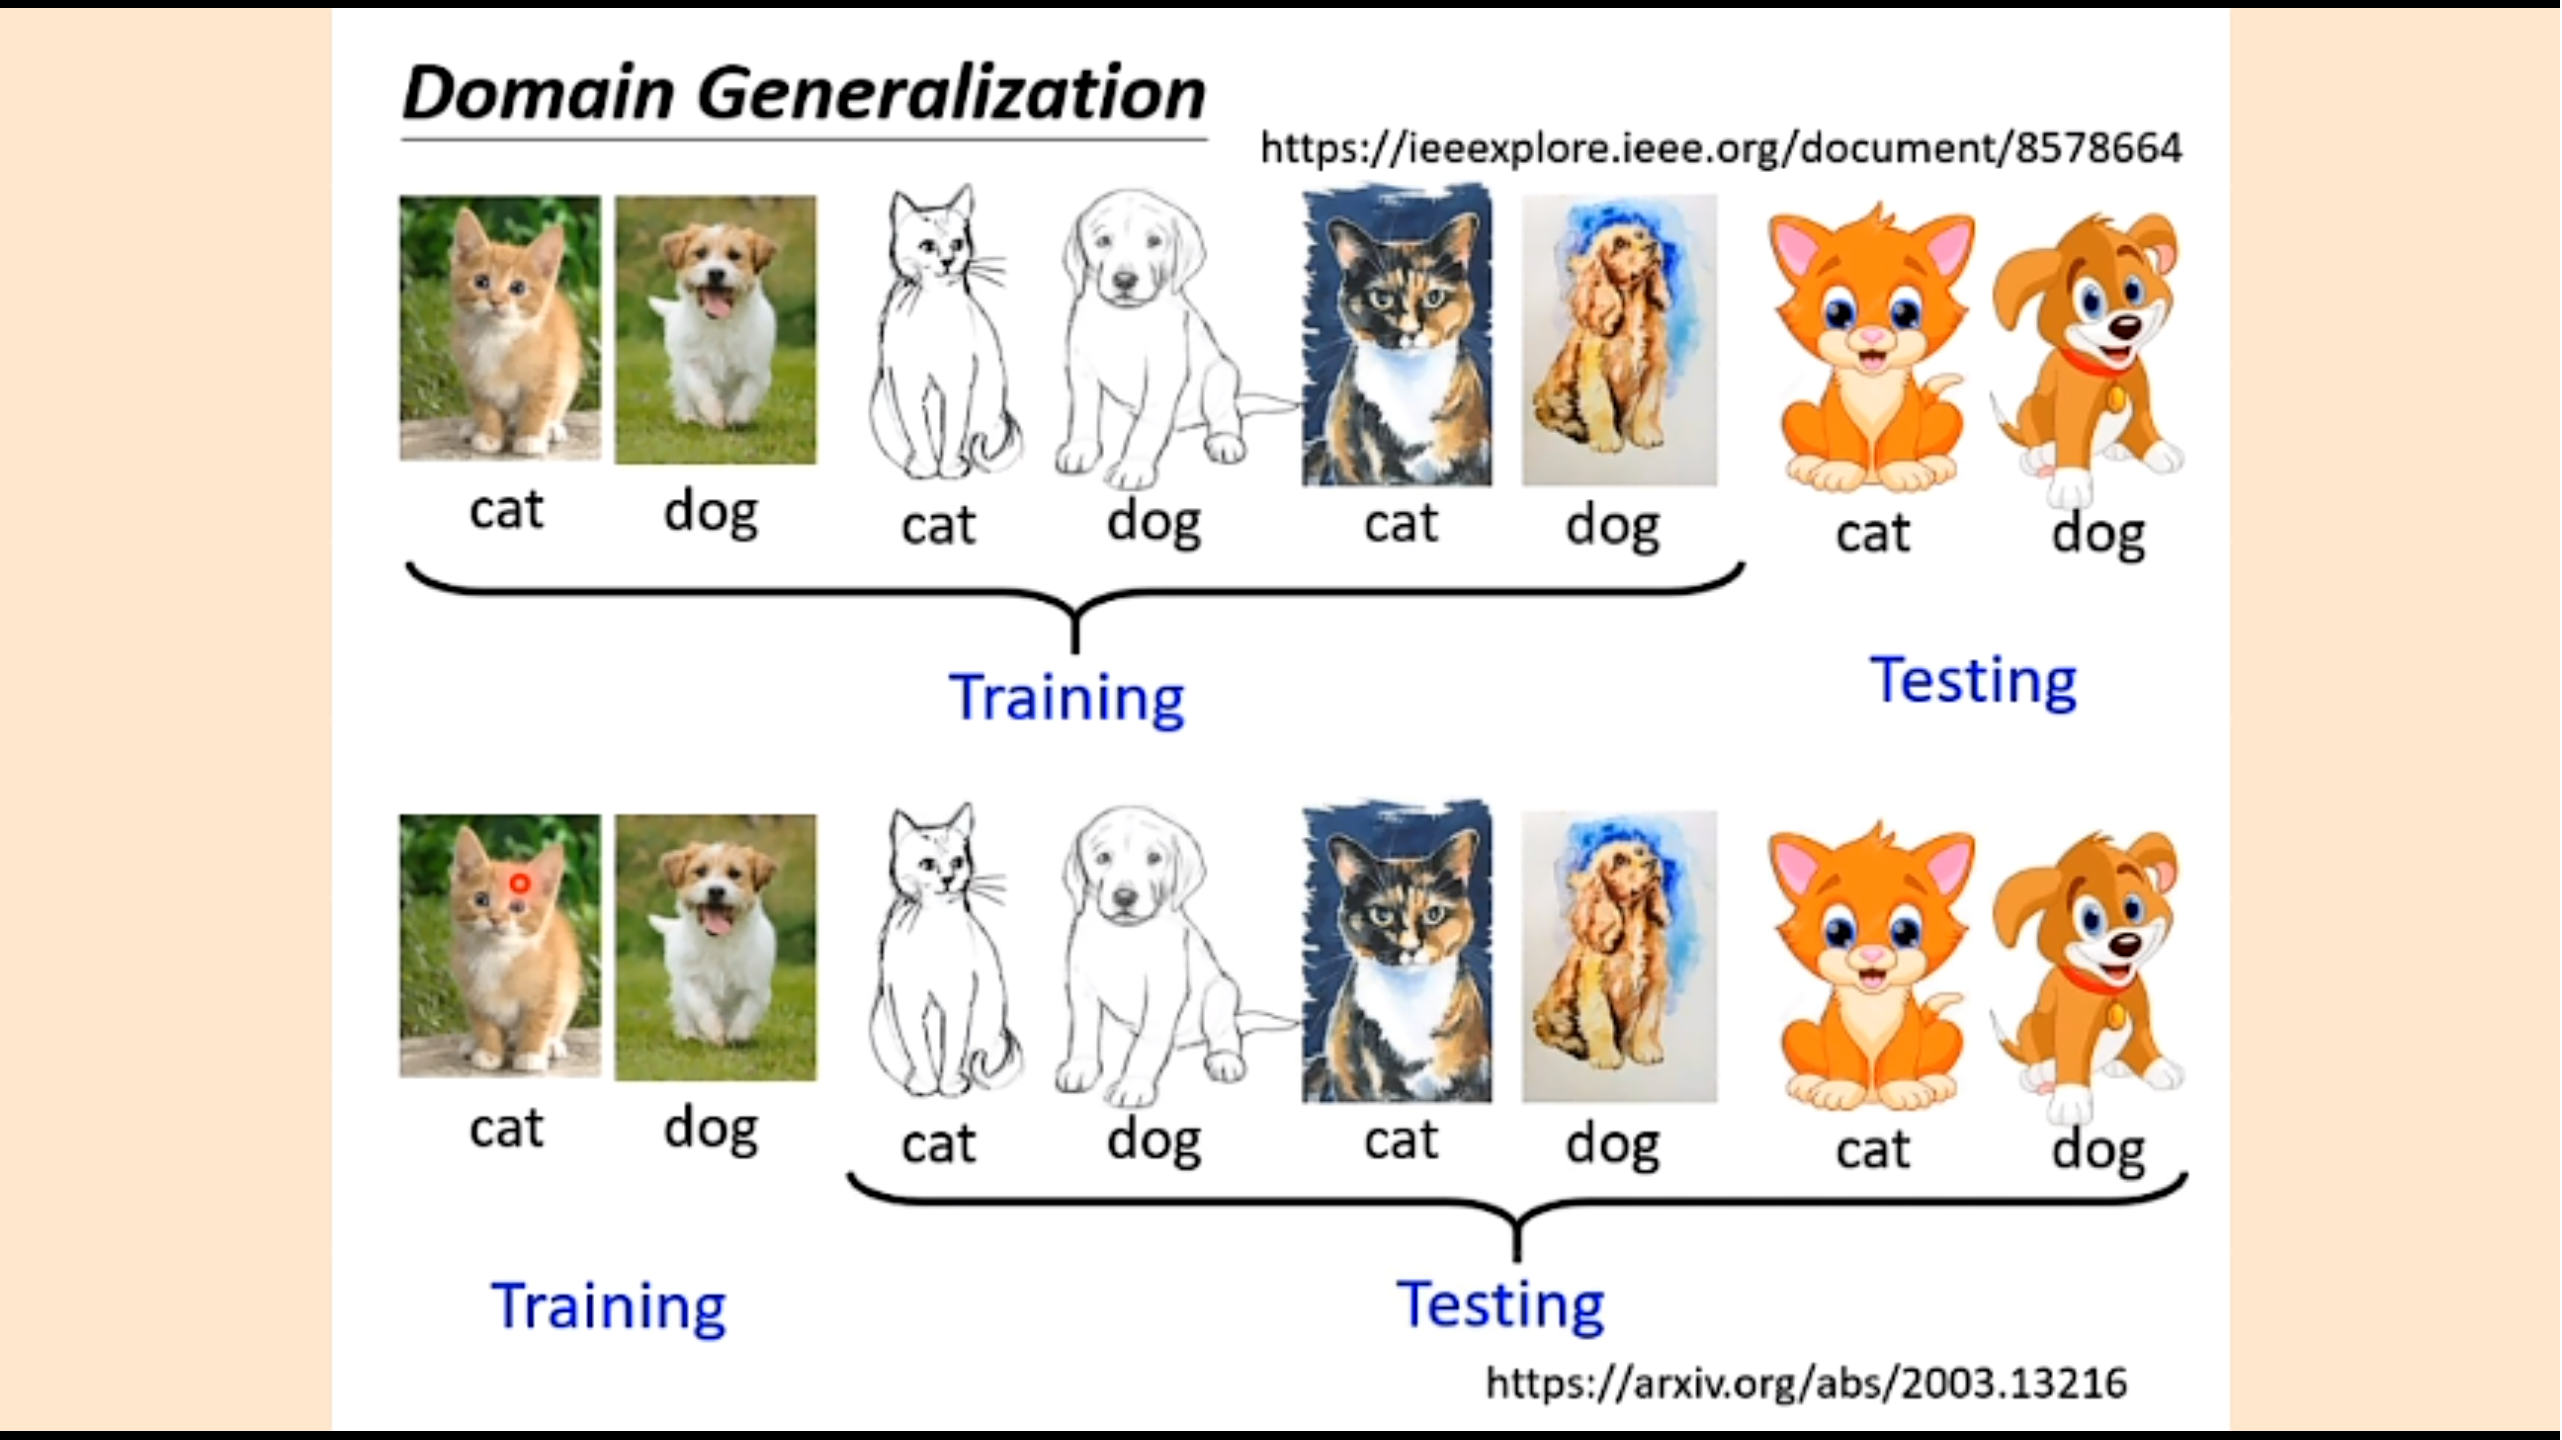 Domain Generalization
https://ieeexplore.ieee.org/document/8578664
cat dog cat dog cat dog cat dog
Training
Testing
cat dog cat dog cat dog cat dog
Training
Testing
https://arxiv.org/abs/2003.13216